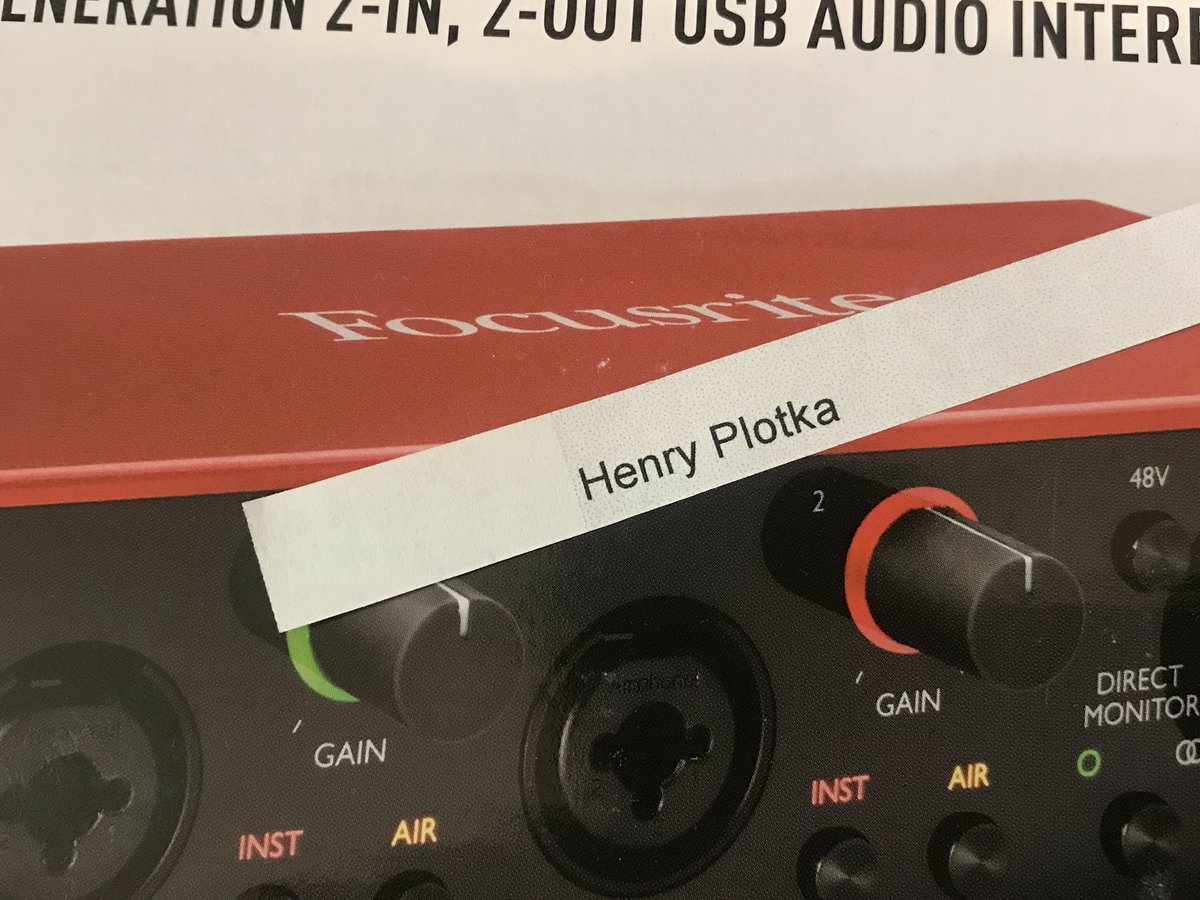 ENERATION 2-IN, 2-OUT USB AUDIO INTERF
Focusrite
Henry Plotka
2
48V
GAIN
GAIN
DIRECT
MONITOR
INST
AIR
INST
AIR